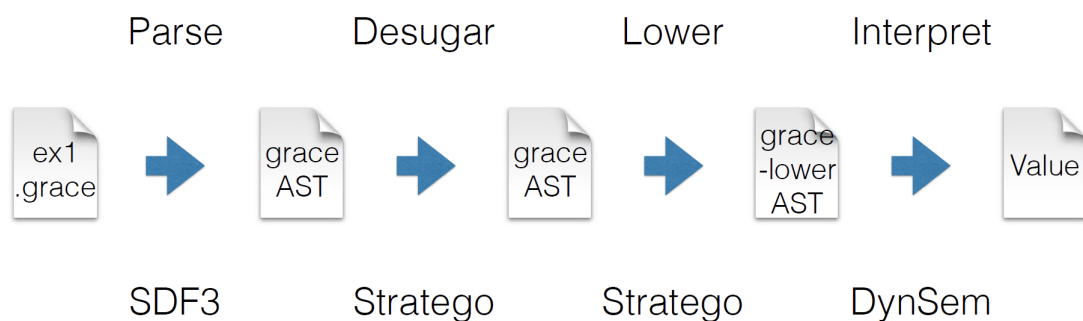 Parse Desugar Lower Interpret
ex1
.grace
grace
AST
grace
AST
grace
-lower
AST
Value
SDF3 Stratego Stratego DynSem